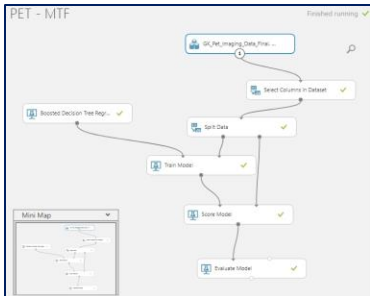 PET - MTF
Finished running
GK_Pet_Imaging_Data_Final. ...
1
Select Columns in Dataset
Boosted Decision Tree Regr...
Split Data
Train Model
Score Model
Mini Map
Evaluate Model